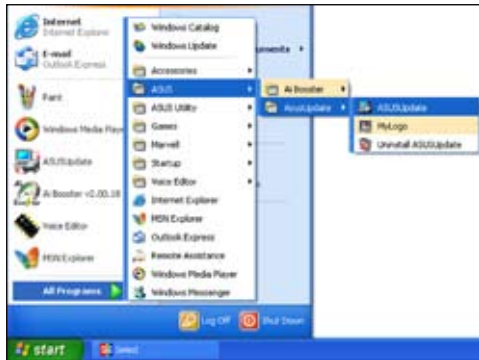 Internet
Internet Explorer
E-mail
Outlook Express
Paint
Windows Media Play
ASUSUpdate
Ai Booster v2.00.18
Voice Editor
MSN Explorer
All Programs
Windows Catalog
Windows Update
Accessories
ASUS
ASUS Utility
Games
Marvell
Startup
Voice Editor
Internet Explorer
MSN Explorer
Outlook Express
Remote Assistance
Windows Media Player
Windows Messenger
uments
Ai Booster
AsusUpdate
ASUSUpdate
MyLogo
Uninstall ASUSUpdate
Log Off
Shut Down
start